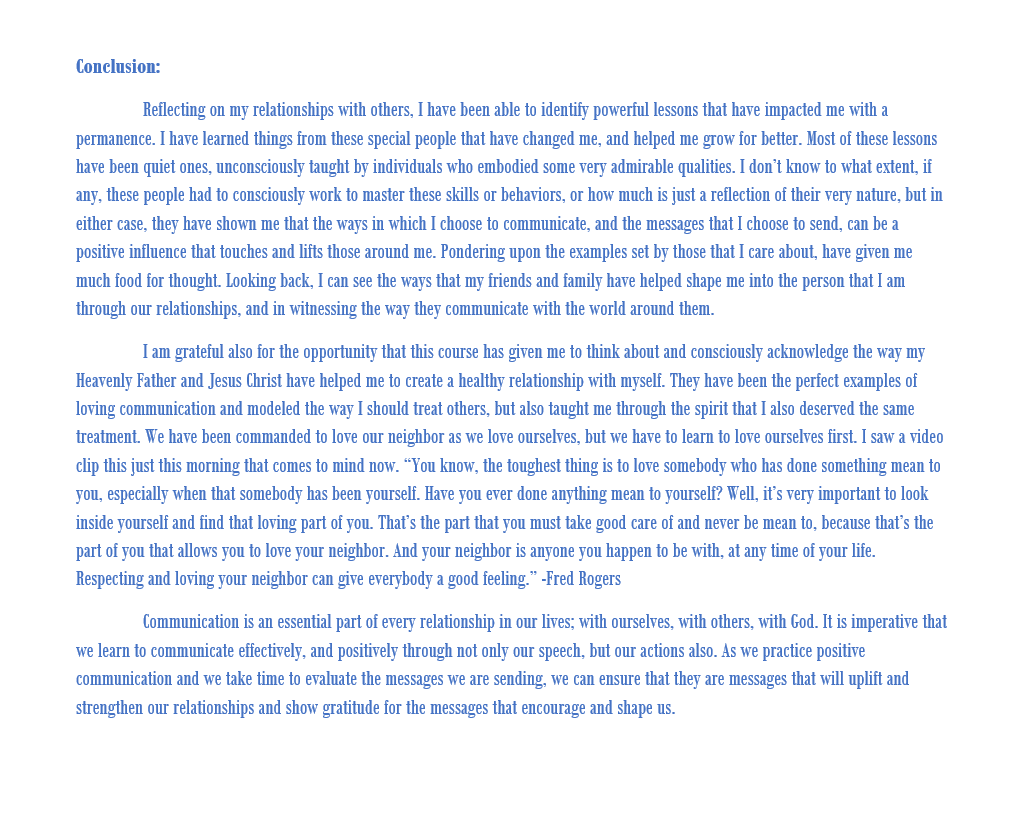 Conclusion:
Reflecting on my relationships with others, I have been able to identify powerful lessons that have impacted me with a
permanence. I have learned things from these special people that have changed me, and helped me grow for better. Most of these lessons
have been quiet ones, unconsciously taught by individuals who embodied some very admirable qualities. I don’t know to what extent, if
any, these people had to consciously work to master these skills or behaviors, or how much is just a reflection of their very nature, but in
either case, they have shown me that the ways in which I choose to communicate, and the messages that I choose to send, can be a
positive influence that touches and lifts those around me. Pondering upon the examples set by those that I care about, have given me
much food for thought. Looking back, I can see the ways that my friends and family have helped shape me into the person that I am
through our relationships, and in witnessing the way they communicate with the world around them.
I am grateful also for the opportunity that this course has given me to think about and consciously acknowledge the way my
Heavenly Father and Jesus Christ have helped me to create a healthy relationship with myself. They have been the perfect examples of
loving communication and modeled the way I should treat others, but also taught me through the spirit that I also deserved the same
treatment. We have been commanded to love our neighbor as we love ourselves, but we have to learn to love ourselves first. I saw a video
clip this just this morning that comes to mind now. “You know, the toughest thing is to love somebody who has done something mean to
you, especially when that somebody has been yourself. Have you ever done anything mean to yourself? Well, it’s very important to look
inside yourself and find that loving part of you. That’s the part that you must take good care of and never be mean to, because that’s the
part of you that allows you to love your neighbor. And your neighbor is anyone you happen to be with, at any time of your life.
Respecting and loving your neighbor can give everybody a good feeling.” -Fred Rogers
Communication is an essential part of every relationship in our lives; with ourselves, with others, with God. It is imperative that
we learn to communicate effectively, and positively through not only our speech, but our actions also. As we practice positive
communication and we take time to evaluate the messages we are sending, we can ensure that they are messages that will uplift and
strengthen our relationships and show gratitude for the messages that encourage and shape us.